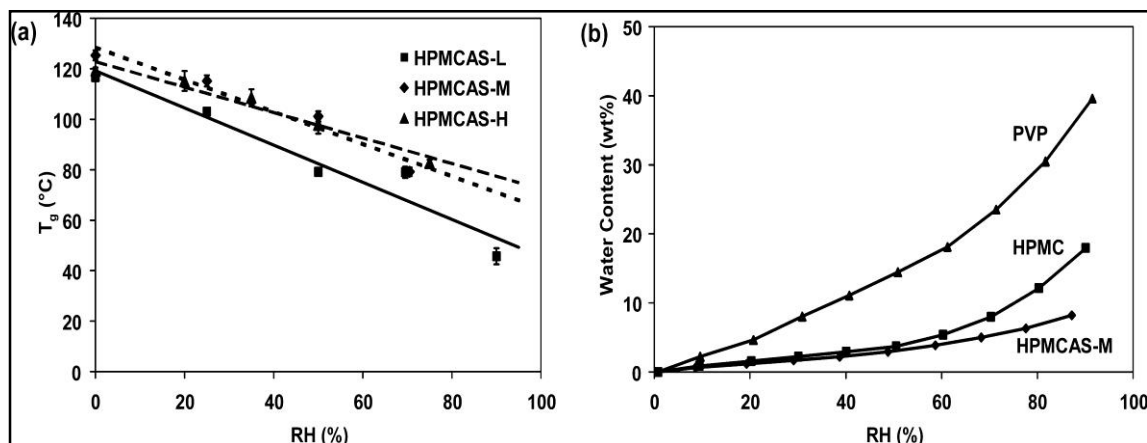 (a)
140
120
100
80
60
40
20
0
T_g (°C)
HPMCAS-L
HPMCAS-M
HPMCAS-H
0 20 40 60 80 100
RH (%)
(b)
50
40
30
20
10
0
Water Content (wt%)
PVP
HPMC
HPMCAS-M
0 20 40 60 80 100
RH (%)